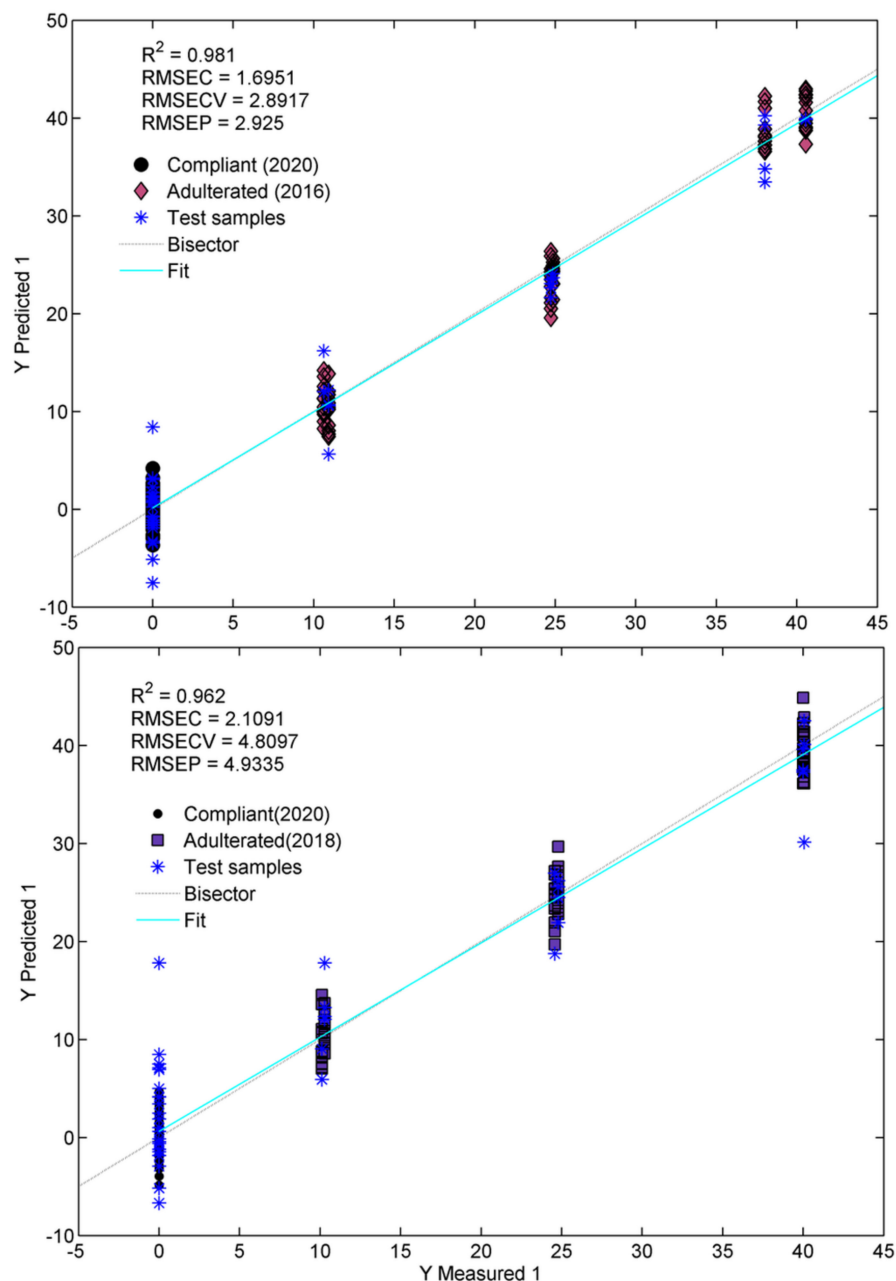 50
40
30
20
10
0
-10
Y Predicted 1
R² = 0.981
RMSEC = 1.6951
RMSECV = 2.8917
RMSEP = 2.925
Compliant (2020)
Adulterated (2016)
Test samples
Bisector
Fit
-5 0 5 10 15 20 25 30 35 40 45
50
40
30
20
10
0
-10
Y Predicted 1
R² = 0.962
RMSEC = 2.1091
RMSECV = 4.8097
RMSEP = 4.9335
Compliant(2020)
Adulterated(2018)
Test samples
Bisector
Fit
-5 0 5 10 15 20 25 30 35 40 45
Y Measured 1